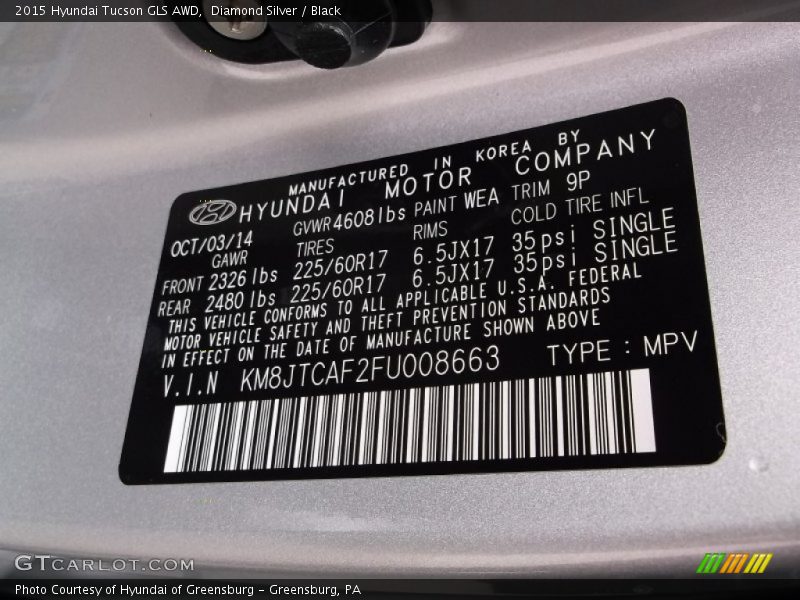 2015 Hyundai Tucson GLS AWD, Diamond Silver / Black
MANUFACTURED IN KOREA BY
HYUNDAI MOTOR COMPANY
OCT/03/14 GVWR 4608 lbs PAINT WEA TRIM 9P
GAWR TIRES RIMS COLD TIRE INFL
FRONT 2326 lbs 225/60R17 6.5JX17 35psi SINGLE
REAR 2480 lbs 225/60R17 6.5JX17 35psi SINGLE
THIS VEHICLE CONFORMS TO ALL APPLICABLE U.S.A. FEDERAL
MOTOR VEHICLE SAFETY AND THEFT PREVENTION STANDARDS
IN EFFECT ON THE DATE OF MANUFACTURE SHOWN ABOVE
V.I.N KM8JTCAF2FU008663 TYPE : MPV
GTCARLOT.COM
Photo Courtesy of Hyundai of Greensburg - Greensburg, PA